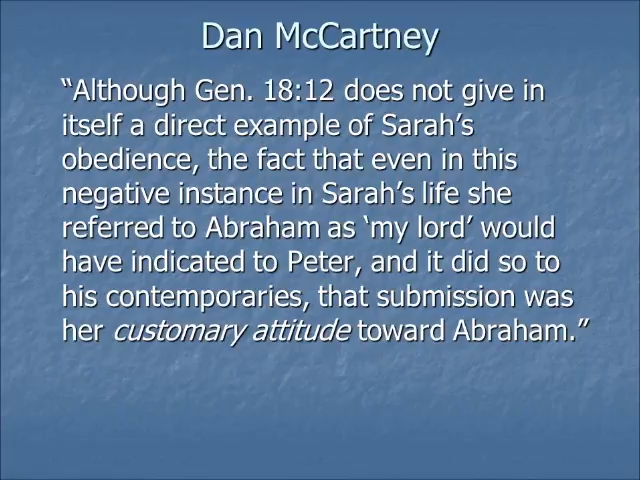 Dan McCartney
“Although Gen. 18:12 does not give in
itself a direct example of Sarah’s
obedience, the fact that even in this
negative instance in Sarah’s life she
referred to Abraham as ‘my lord’ would
have indicated to Peter, and it did so to
his contemporaries, that submission was
her customary attitude toward Abraham.”